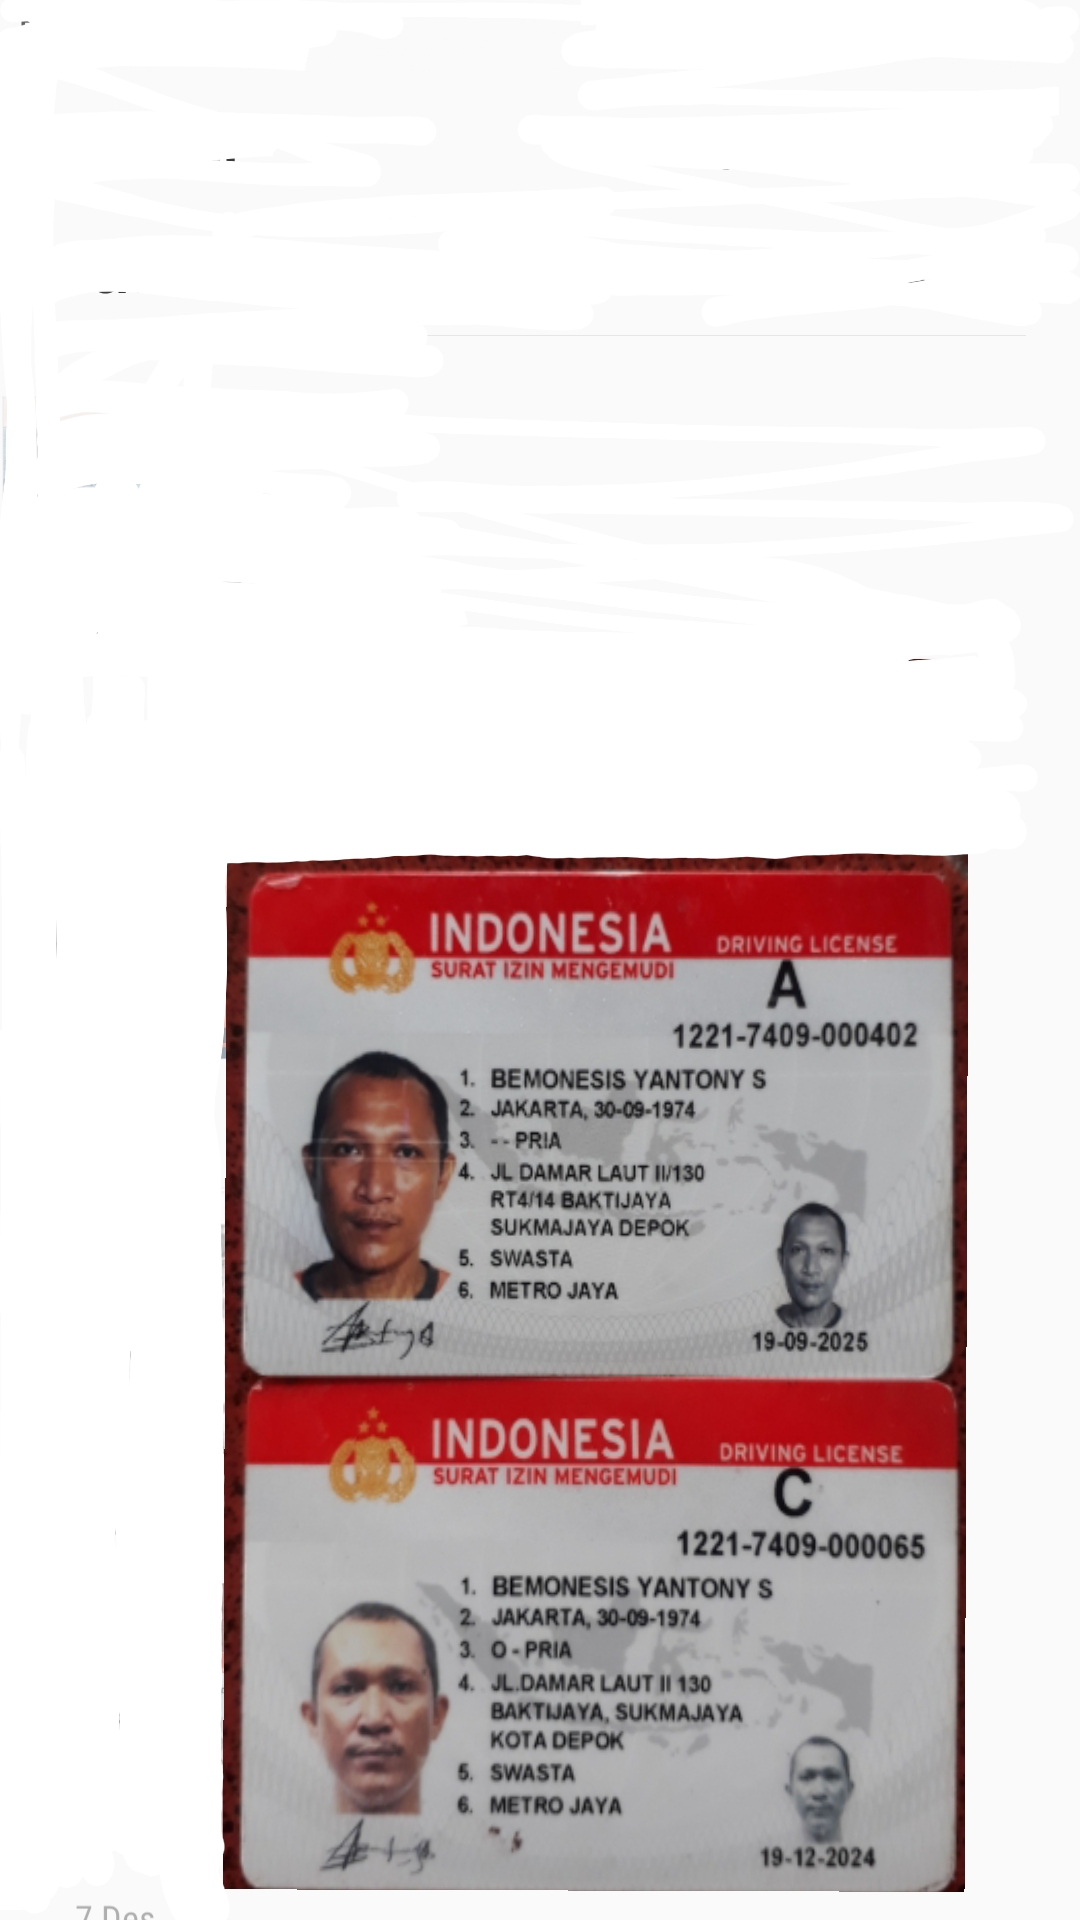 INDONESIA
SURAT IZIN MENGEMUDI
DRIVING LICENSE
A
1221-7409-000402
1. BEMONESIS YANTONY S
2. JAKARTA, 30-09-1974
3. - - PRIA
4. JL DAMAR LAUT II/130
RT4/14 BAKTIJAYA
SUKMAJAYA DEPOK
5. SWASTA
6. METRO JAYA
19-09-2025
INDONESIA
SURAT IZIN MENGEMUDI
DRIVING LICENSE
C
1221-7409-000065
1. BEMONESIS YANTONY S
2. JAKARTA, 30-09-1974
3. O - PRIA
4. JL.DAMAR LAUT II 130
BAKTIJAYA, SUKMAJAYA
KOTA DEPOK
5. SWASTA
6. METRO JAYA
19-12-2024
7 Des